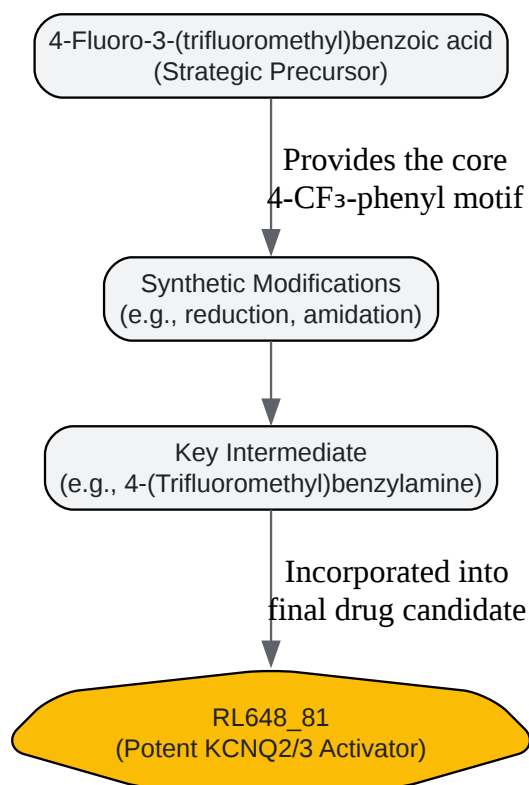 4-Fluoro-3-(trifluoromethyl)benzoic acid
(Strategic Precursor)
Provides the core
4-CF₃-phenyl motif
Synthetic Modifications
(e.g., reduction, amidation)
Key Intermediate
(e.g., 4-(Trifluoromethyl)benzylamine)
Incorporated into
final drug candidate
RL648_81
(Potent KCNQ2/3 Activator)